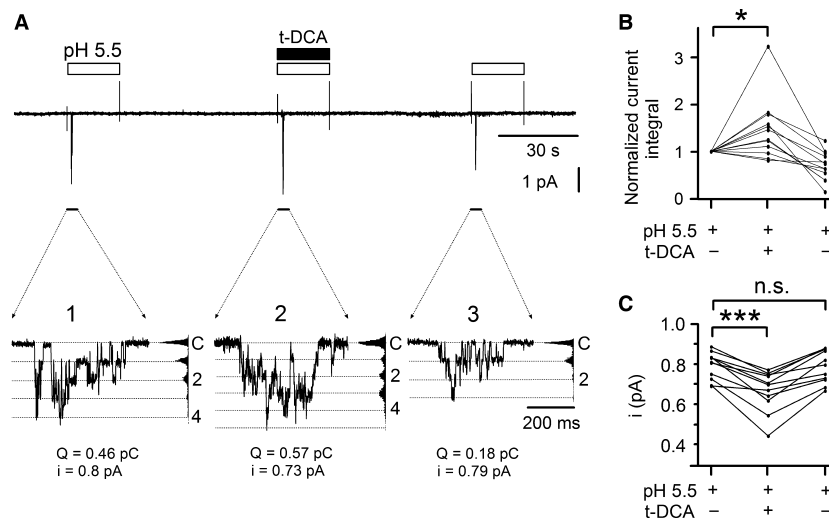 A
pH 5.5
t-DCA
30 s
1 pA
1
2
3
C
2
4
C
2
4
C
2
200 ms
Q = 0.46 pC
i = 0.8 pA
Q = 0.57 pC
i = 0.73 pA
Q = 0.18 pC
i = 0.79 pA
B
*
Normalized current
integral
3
2
1
0
pH 5.5 + + +
t-DCA – + –
C
n.s.
***
i (pA)
1.0
0.8
0.6
0.4
pH 5.5 + + +
t-DCA – + –